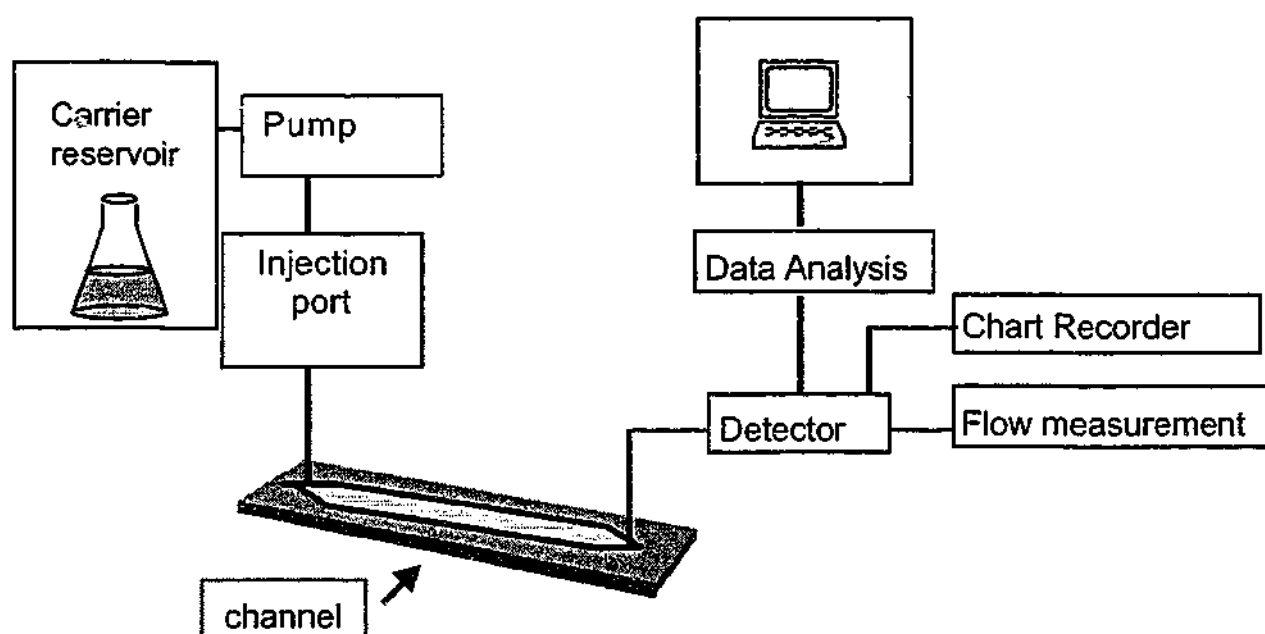 Carrier
reservoir
Pump
Injection
port
Data Analysis
Chart Recorder
Detector
Flow measurement
channel